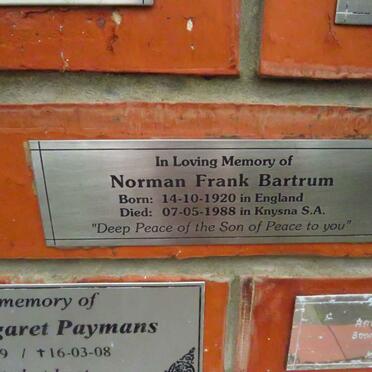 In Loving Memory of
Norman Frank Bartrum
Born: 14-10-1920 in England
Died: 07-05-1988 in Knysna S.A.
"Deep Peace of the Son of Peace to you"
memory of
garet Paymans
9 / †16-03-08